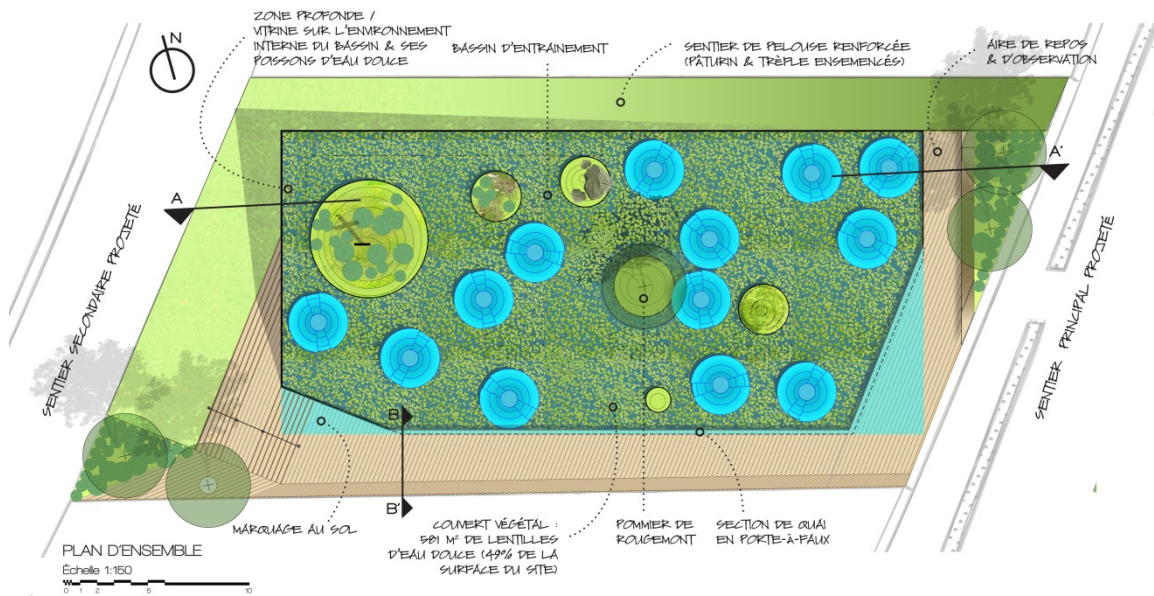 ZONE PROFONDE /
VITRINE SUR L'ENVIRONNEMENT
INTERNE DU BASSIN & SES
POISSONS D'EAU DOUCE
BASSIN D'ENTRAINEMENT
SENTIER DE PELOUSE RENFORCÉE
(PÂTURIN & TRÈFLE ENSEMENCÉS)
AIRE DE REPOS
& D'OBSERVATION
N
A
A'
SENTIER SECONDAIRE PROJETÉ
SENTIER PRINCIPAL PROJETÉ
B
B'
MARQUAGE AU SOL
COUVERT VÉGÉTAL :
581 M² DE LENTILLES
D'EAU DOUCE (49% DE LA
SURFACE DU SITE)
POMMIER DE
ROUGEMONT
SECTION DE QUAI
EN PORTE-À-FAUX
PLAN D'ENSEMBLE
Échelle 1:150
0 1 2 5 10